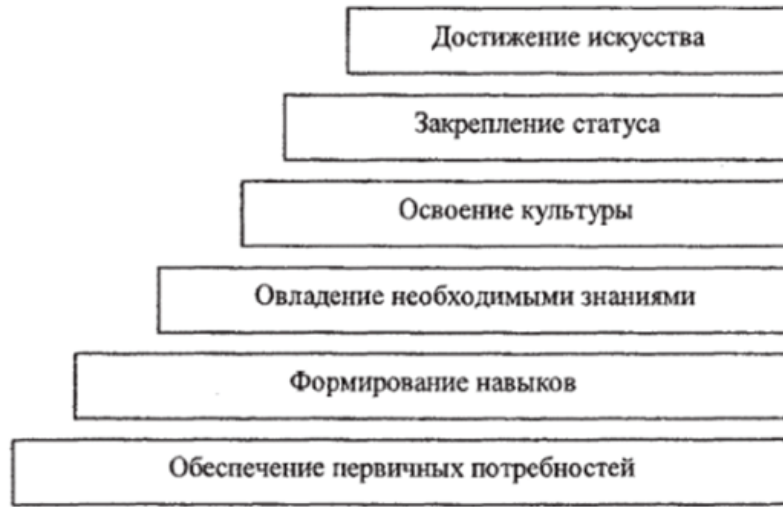 Достижение искусства
Закрепление статуса
Освоение культуры
Овладение необходимыми знаниями
Формирование навыков
Обеспечение первичных потребностей